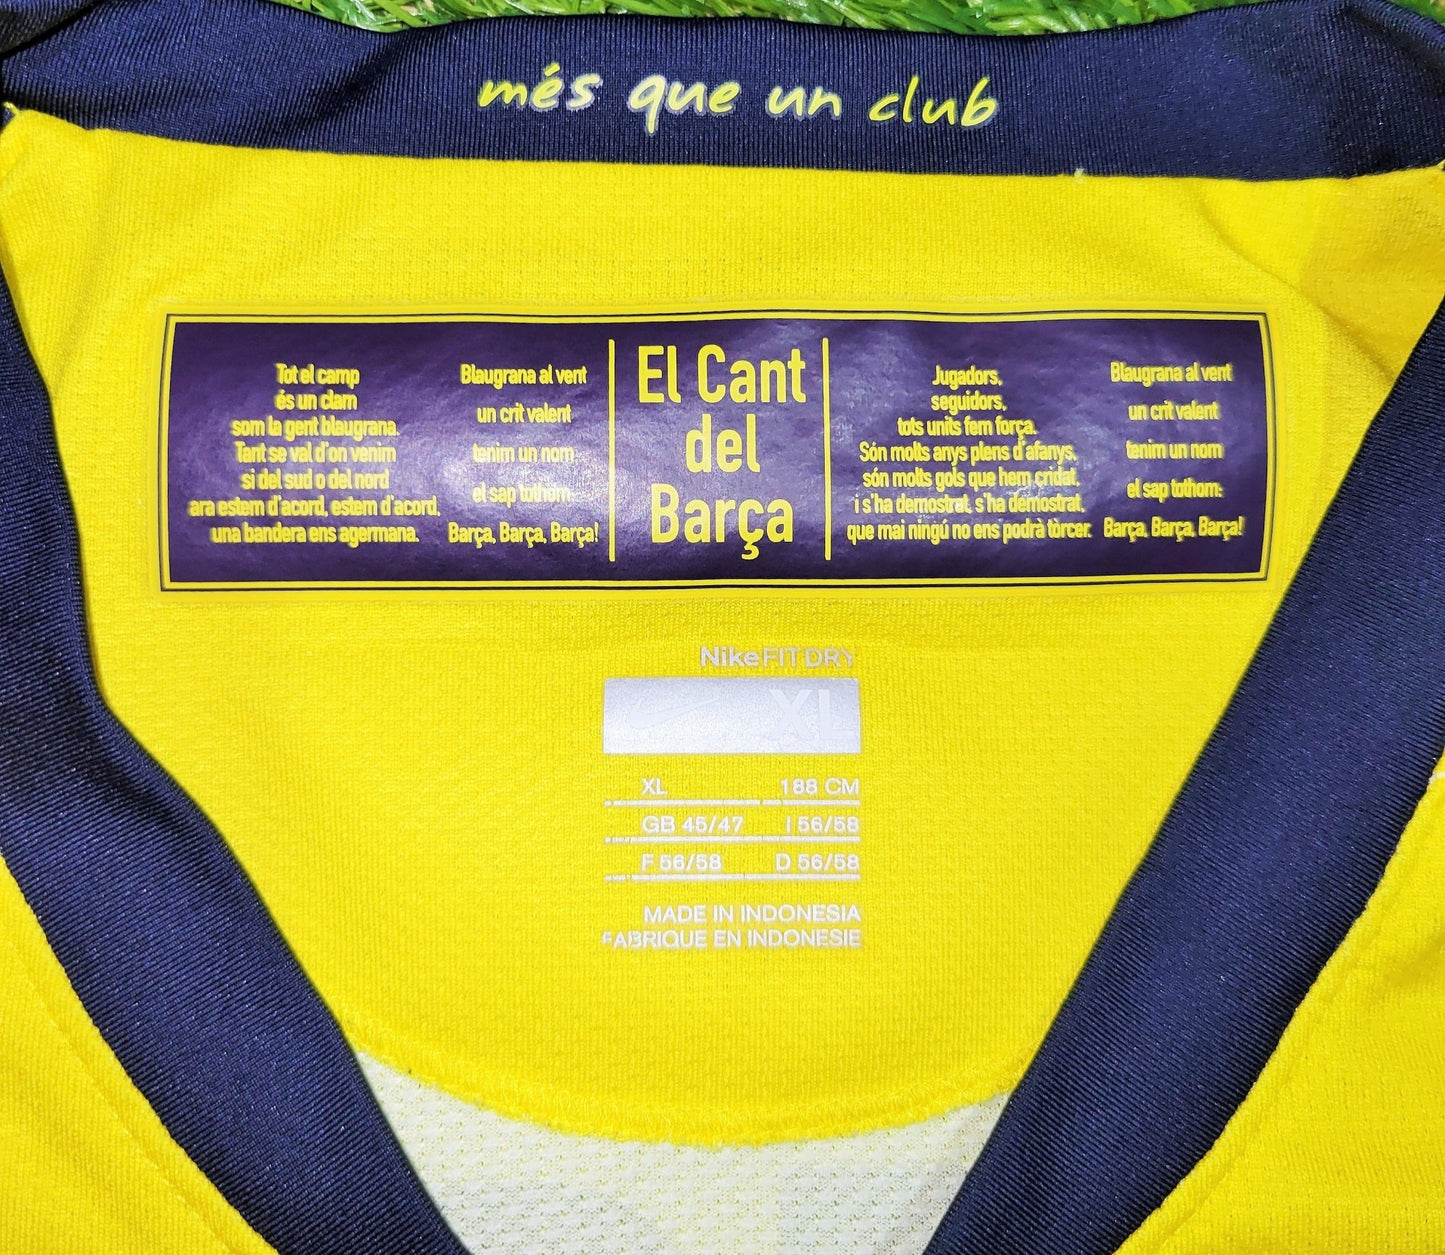 més que un club
Tot el camp
és un clam
som la gent blaugrana.
Tant se val d'on venim
si del sud o del nord
ara estem d'acord, estem d'acord,
una bandera ens agermana.
Blaugrana al vent
un crit valent
tenim un nom
el sap tothom:
Barça, Barça, Barça!
El Cant
del
Barça
Jugadors,
seguidors,
tots units fem força.
Són molts anys plens d'afanys,
són molts gols que hem cridat,
i s'ha demostrat, s'ha demostrat,
que mai ningú no ens podrà tòrcer.
Blaugrana al vent
un crit valent
tenim un nom
el sap tothom:
Barça, Barça, Barça!
NikeFIT DRY
XL
XL 188 CM
GB 45/47 I 56/58
F 56/58 D 56/58
MADE IN INDONESIA
FABRIQUE EN INDONESIE